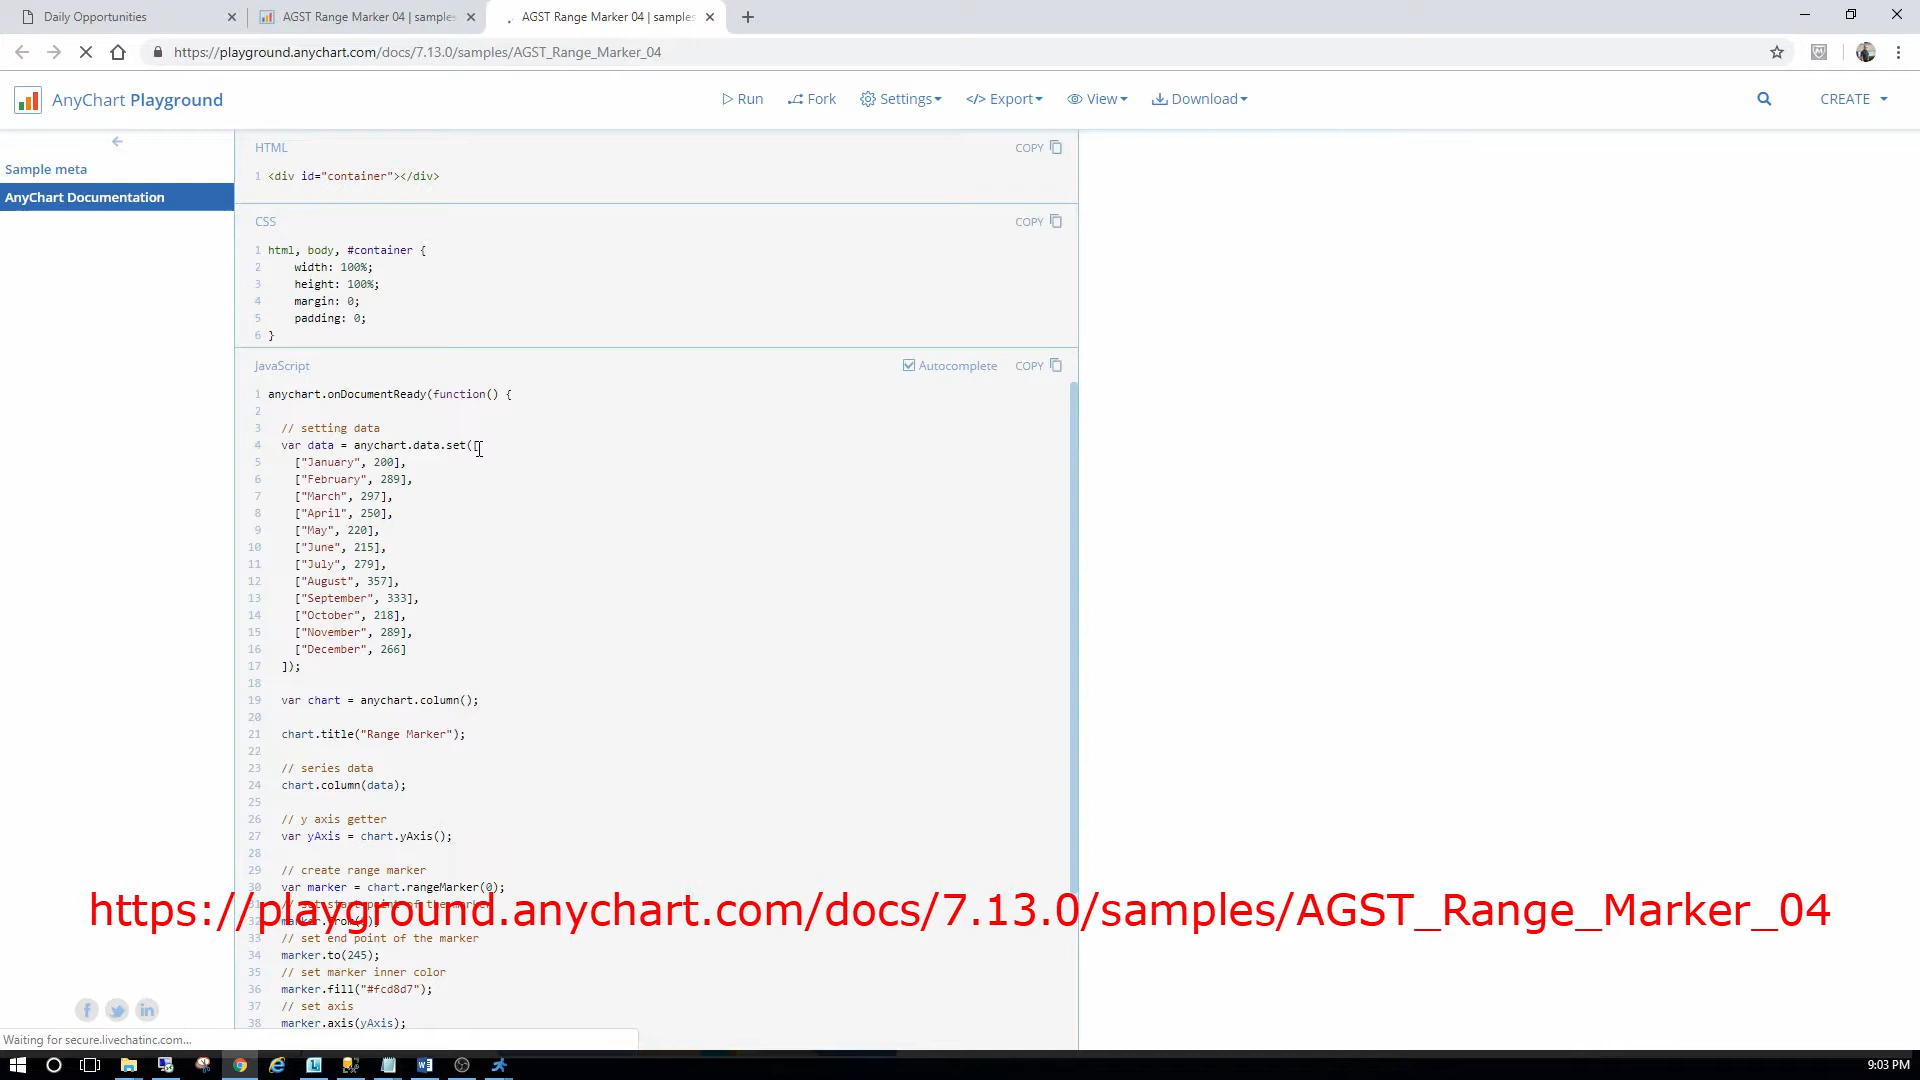 Daily Opportunities
AGST Range Marker 04 | samples
AGST Range Marker 04 | samples
https://playground.anychart.com/docs/7.13.0/samples/AGST_Range_Marker_04
AnyChart Playground
Run
Fork
Settings
</> Export
View
Download
CREATE
Sample meta
AnyChart Documentation
HTML
COPY
1 <div id="container"></div>
CSS
COPY
1 html, body, #container {
2 width: 100%;
3 height: 100%;
4 margin: 0;
5 padding: 0;
6 }
JavaScript
Autocomplete
COPY
1 anychart.onDocumentReady(function() {
2
3 // setting data
4 var data = anychart.data.set([
5 ["January", 200],
6 ["February", 289],
7 ["March", 297],
8 ["April", 250],
9 ["May", 220],
10 ["June", 215],
11 ["July", 279],
12 ["August", 357],
13 ["September", 333],
14 ["October", 218],
15 ["November", 289],
16 ["December", 266]
17 ]);
18
19 var chart = anychart.column();
20
21 chart.title("Range Marker");
22
23 // series data
24 chart.column(data);
25
26 // y axis getter
27 var yAxis = chart.yAxis();
28
29 // create range marker
30 var marker = chart.rangeMarker(0);
https://playground.anychart.com/docs/7.13.0/samples/AGST_Range_Marker_04
33 // set end point of the marker
34 marker.to(245);
35 // set marker inner color
36 marker.fill("#fcd8d7");
37 // set axis
38 marker.axis(yAxis);
Waiting for secure.livechatinc.com...
9:03 PM